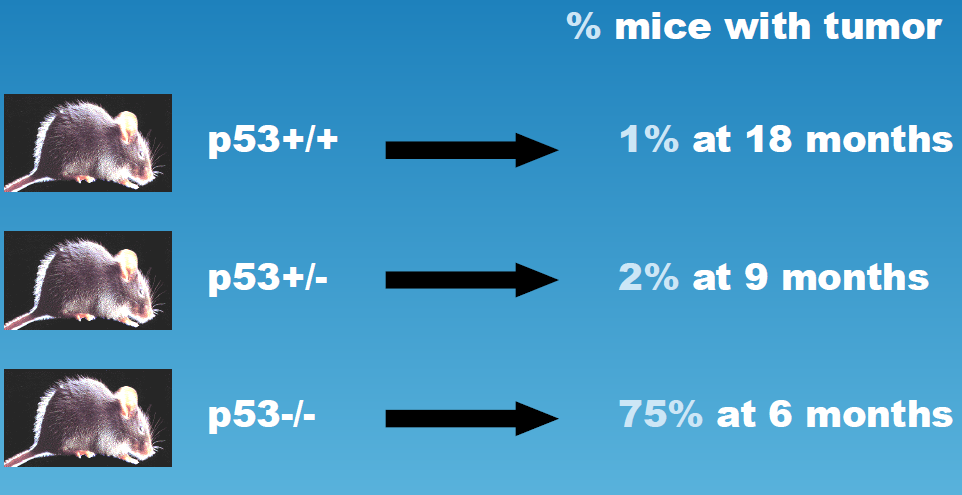 % mice with tumor
p53+/+ 1% at 18 months
p53+/- 2% at 9 months
p53-/- 75% at 6 months